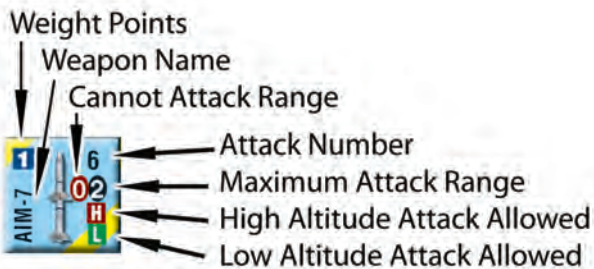 Weight Points
Weapon Name
Cannot Attack Range
1
6
Attack Number
0 2
Maximum Attack Range
AIM-7
H
High Altitude Attack Allowed
L
Low Altitude Attack Allowed